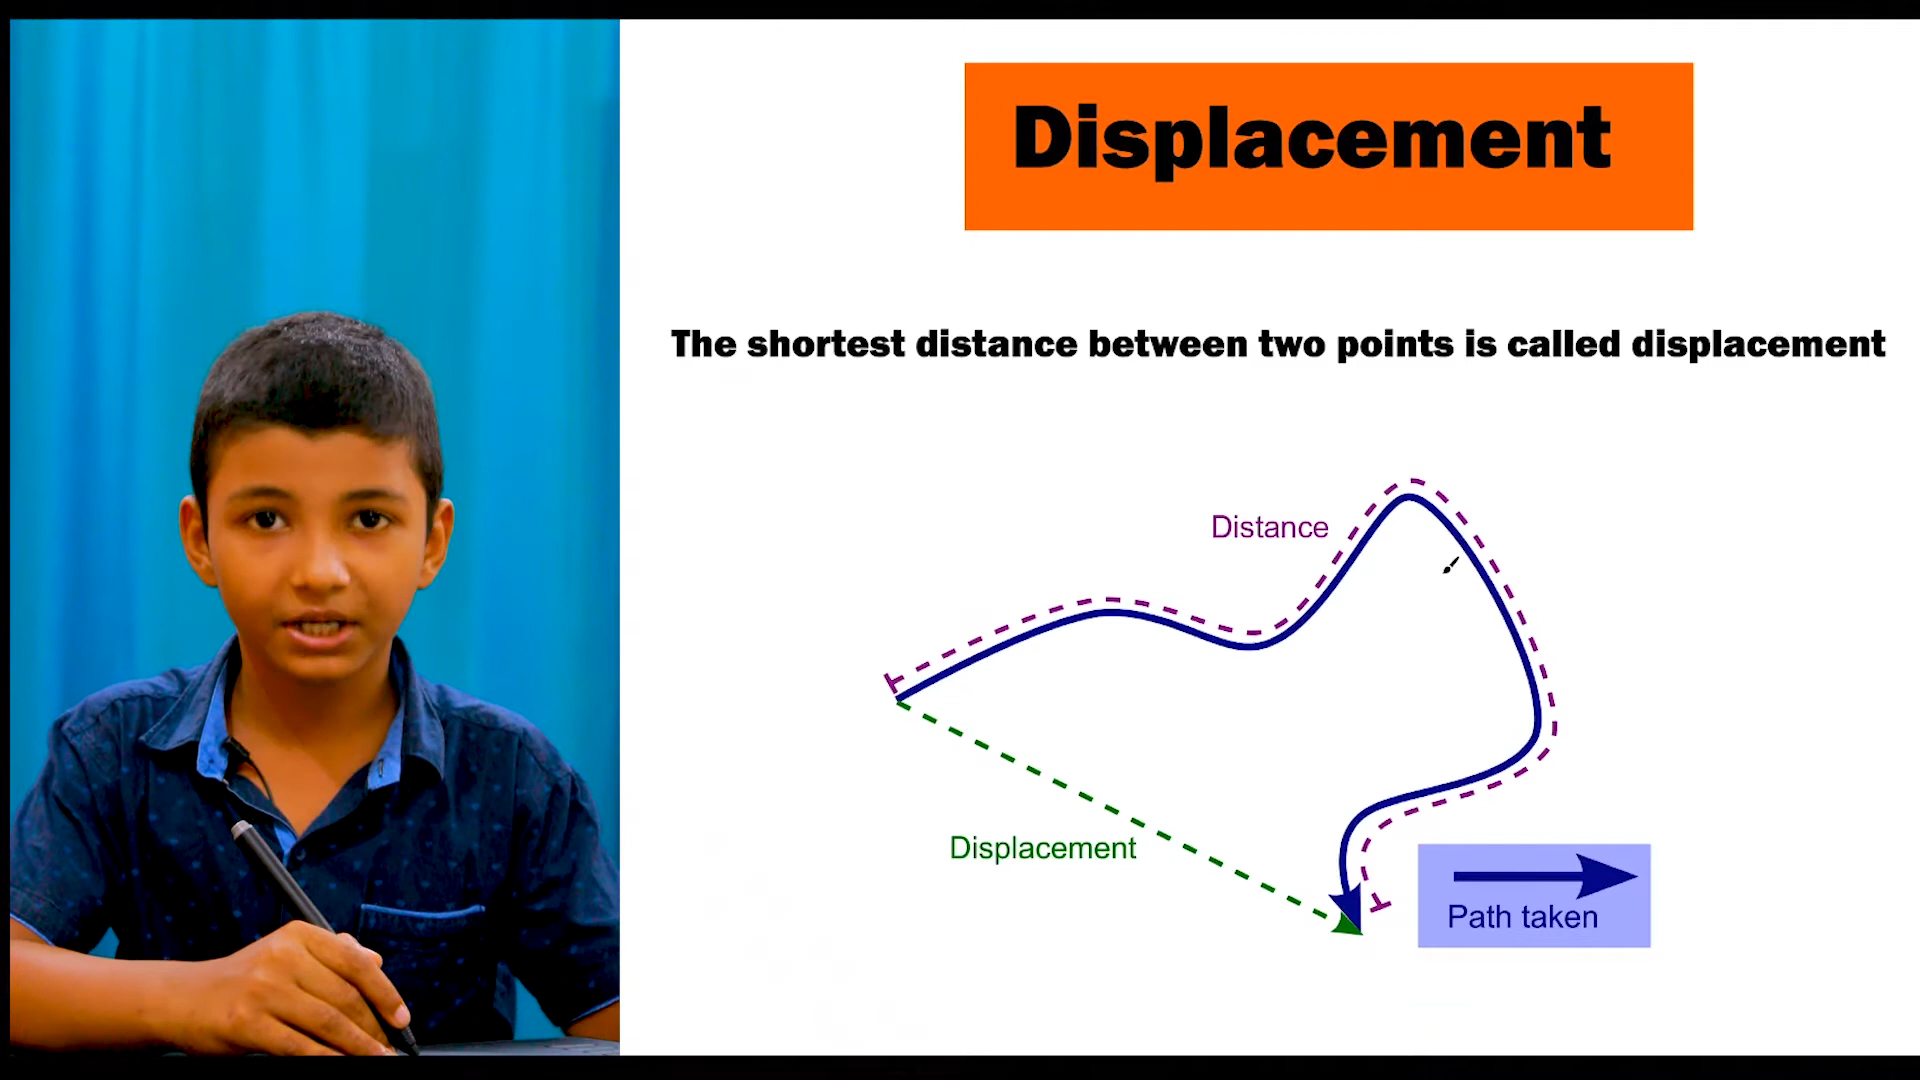 Displacement
The shortest distance between two points is called displacement
Distance
Displacement
Path taken